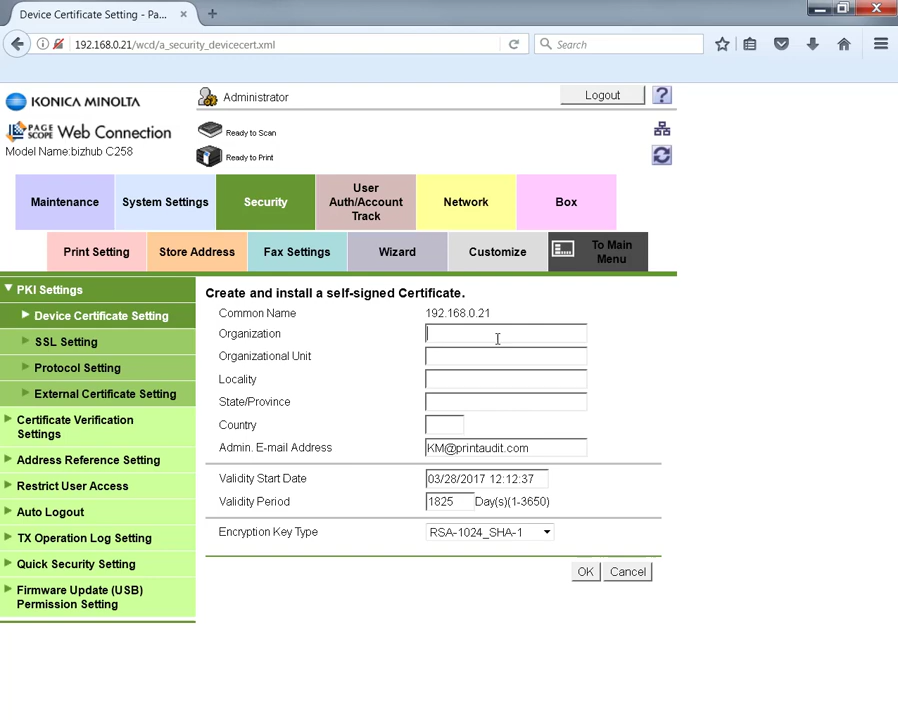 Device Certificate Setting - Pa...
192.168.0.21/wcd/a_security_devicecert.xml
Search
KONICA MINOLTA
Administrator
Logout
?
PAGE SCOPE Web Connection
Ready to Scan
Model Name:bizhub C258
Ready to Print
Maintenance
System Settings
Security
User Auth/Account Track
Network
Box
Print Setting
Store Address
Fax Settings
Wizard
Customize
To Main Menu
PKI Settings
Device Certificate Setting
SSL Setting
Protocol Setting
External Certificate Setting
Certificate Verification
Settings
Address Reference Setting
Restrict User Access
Auto Logout
TX Operation Log Setting
Quick Security Setting
Firmware Update (USB)
Permission Setting
Create and install a self-signed Certificate.
Common Name 192.168.0.21
Organization
Organizational Unit
Locality
State/Province
Country
Admin. E-mail Address KM@printaudit.com
Validity Start Date 03/28/2017 12:12:37
Validity Period 1825 Day(s)(1-3650)
Encryption Key Type RSA-1024_SHA-1
OK Cancel